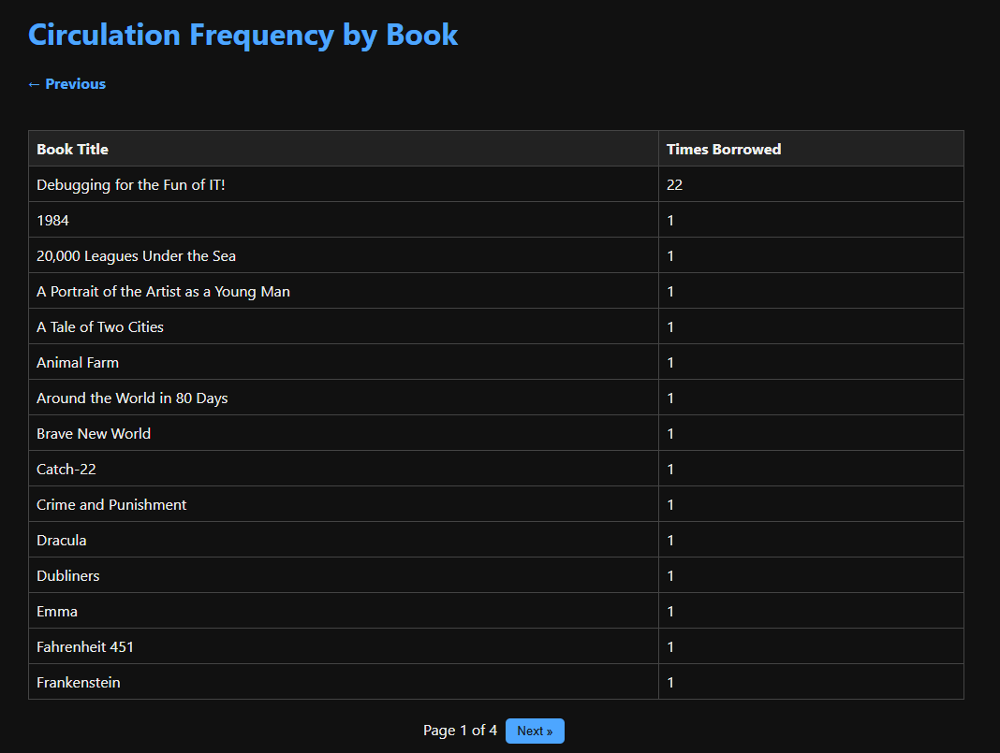 Circulation Frequency by Book
← Previous
Book Title Times Borrowed
Debugging for the Fun of IT! 22
1984 1
20,000 Leagues Under the Sea 1
A Portrait of the Artist as a Young Man 1
A Tale of Two Cities 1
Animal Farm 1
Around the World in 80 Days 1
Brave New World 1
Catch-22 1
Crime and Punishment 1
Dracula 1
Dubliners 1
Emma 1
Fahrenheit 451 1
Frankenstein 1
Page 1 of 4 Next »